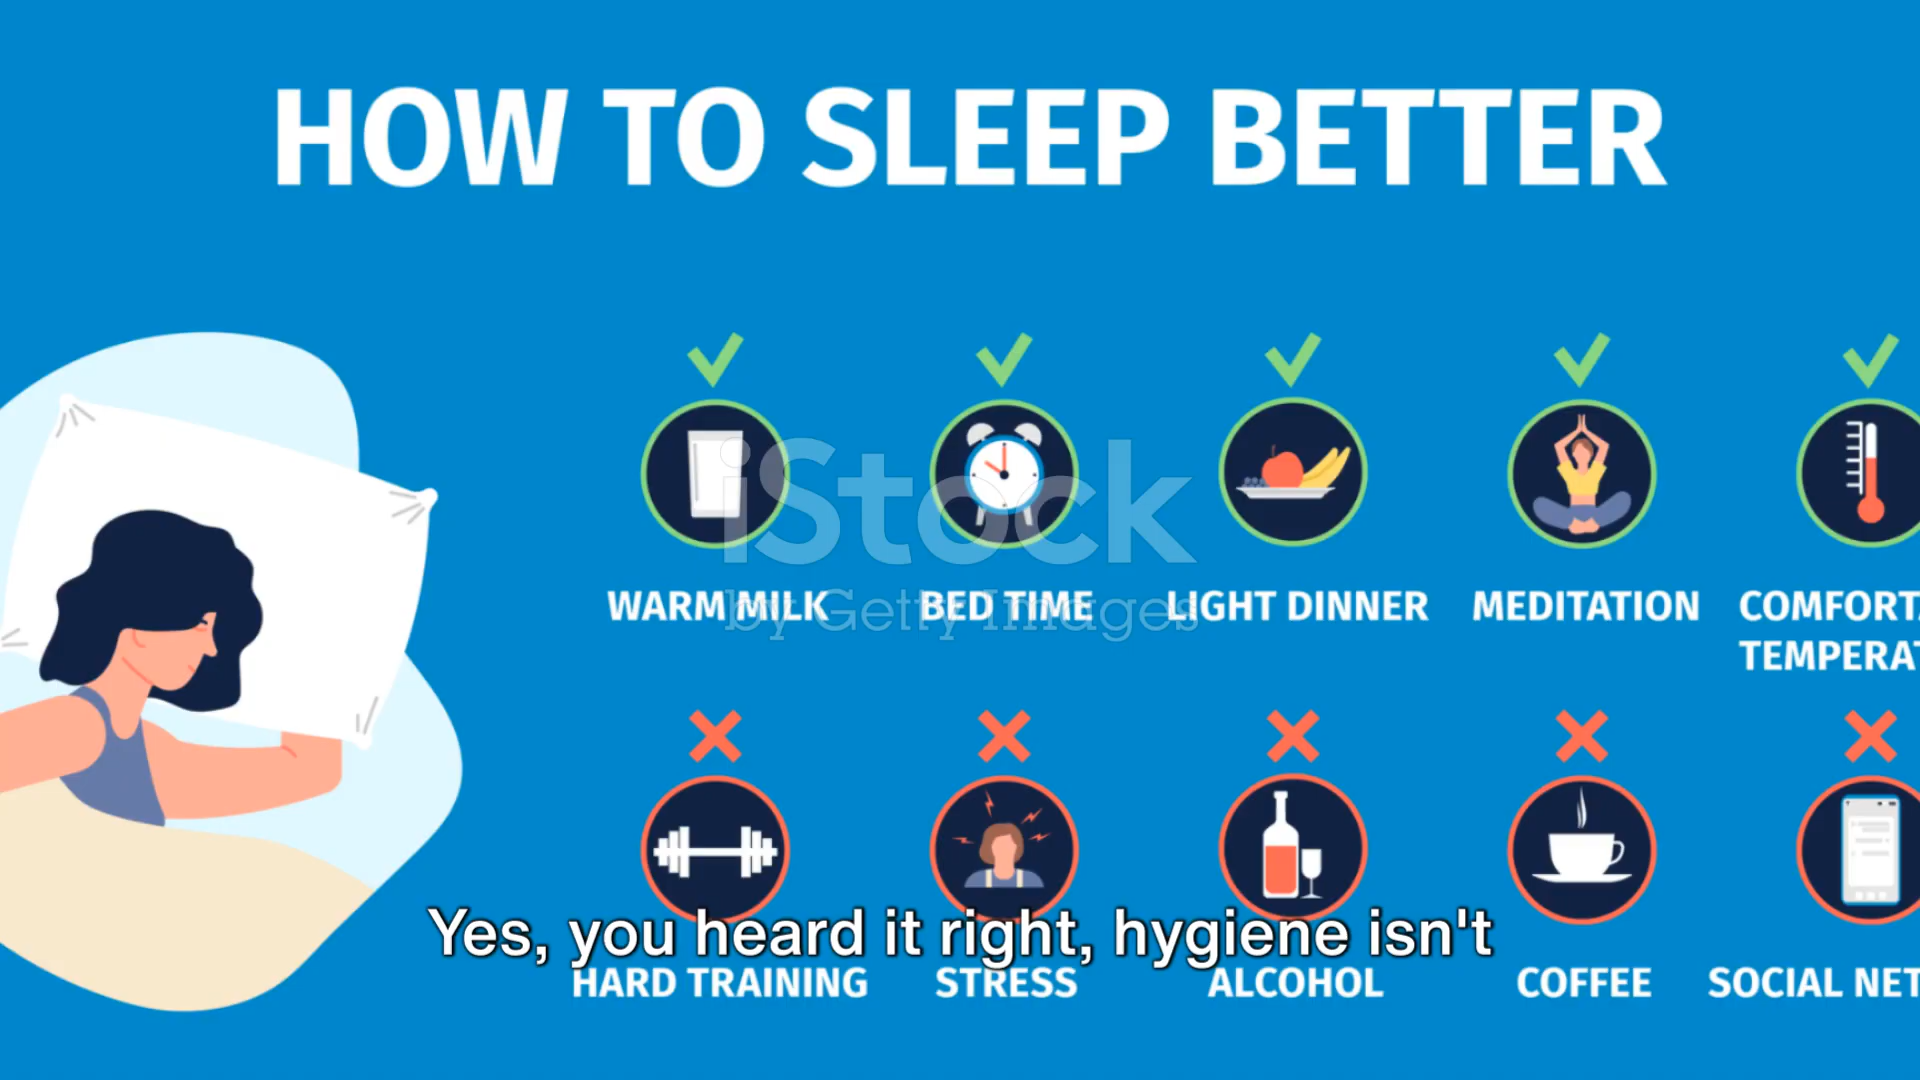 HOW TO SLEEP BETTER
iStock
by Getty Images
WARM MILK
BED TIME
LIGHT DINNER
MEDITATION
COMFORTA
TEMPERAT
Yes, you heard it right, hygiene isn't
HARD TRAINING
STRESS
ALCOHOL
COFFEE
SOCIAL NET